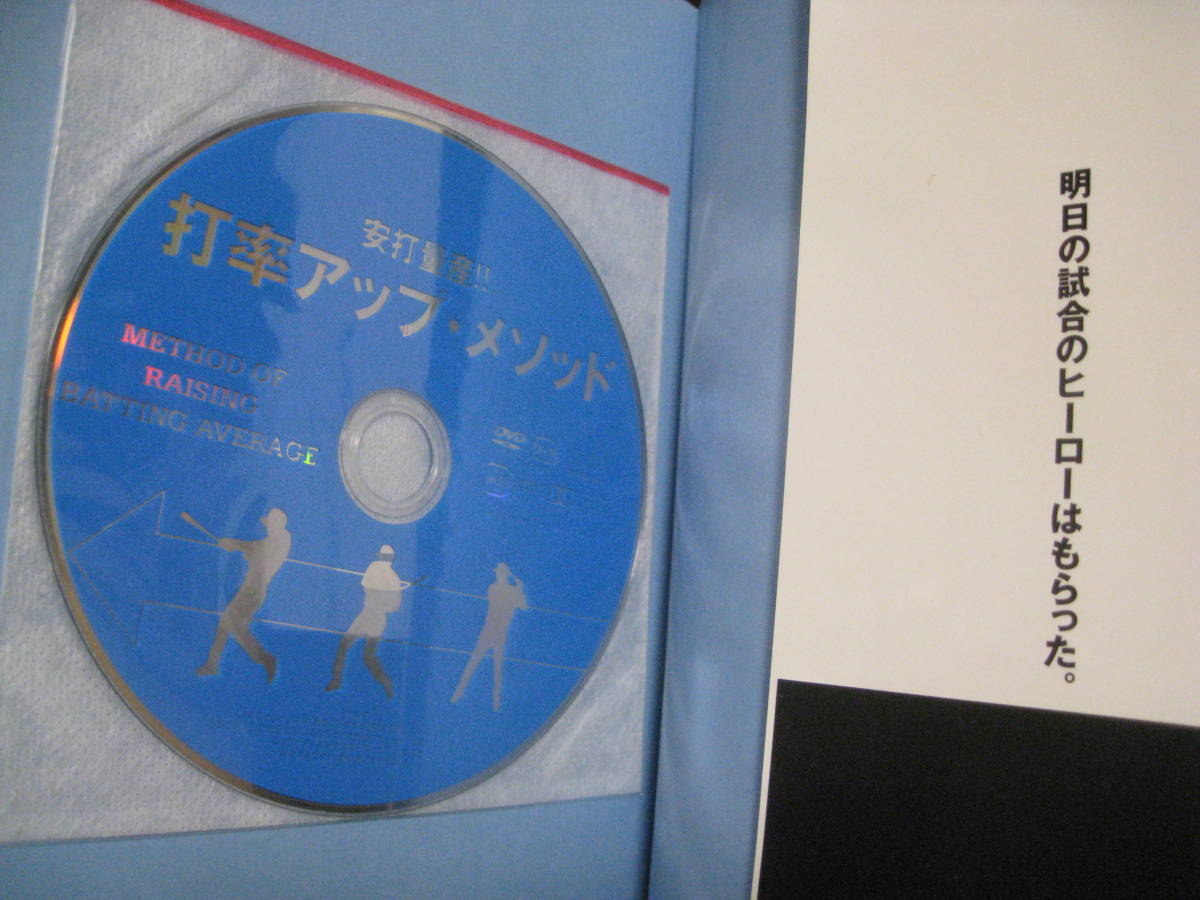 安打量産!!
打率アップ・メソッド
METHOD OF
RAISING
BATTING AVERAGE
DVD
明日の試合のヒーローはもらった。